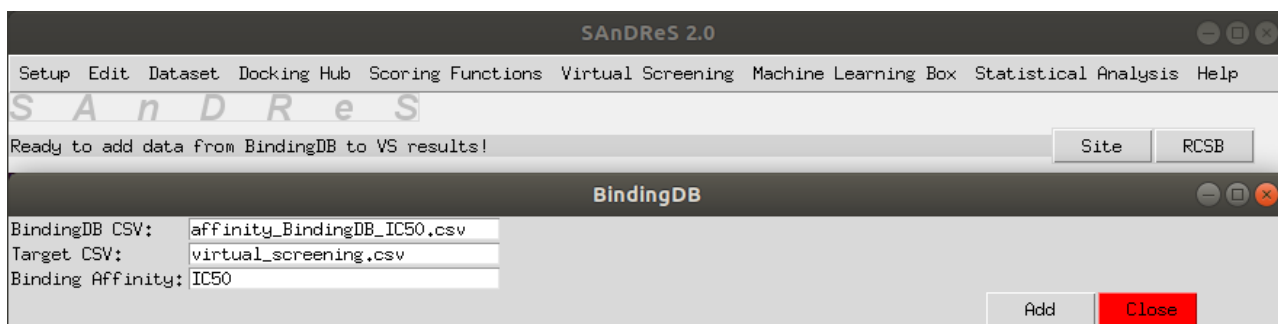 SAnDReS 2.0
Setup Edit Dataset Docking Hub Scoring Functions Virtual Screening Machine Learning Box Statistical Analysis Help
S A n D R e S
Ready to add data from BindingDB to VS results! Site RCSB
BindingDB
BindingDB CSV: affinity_BindingDB_IC50.csv
Target CSV: virtual_screening.csv
Binding Affinity: IC50
Add Close